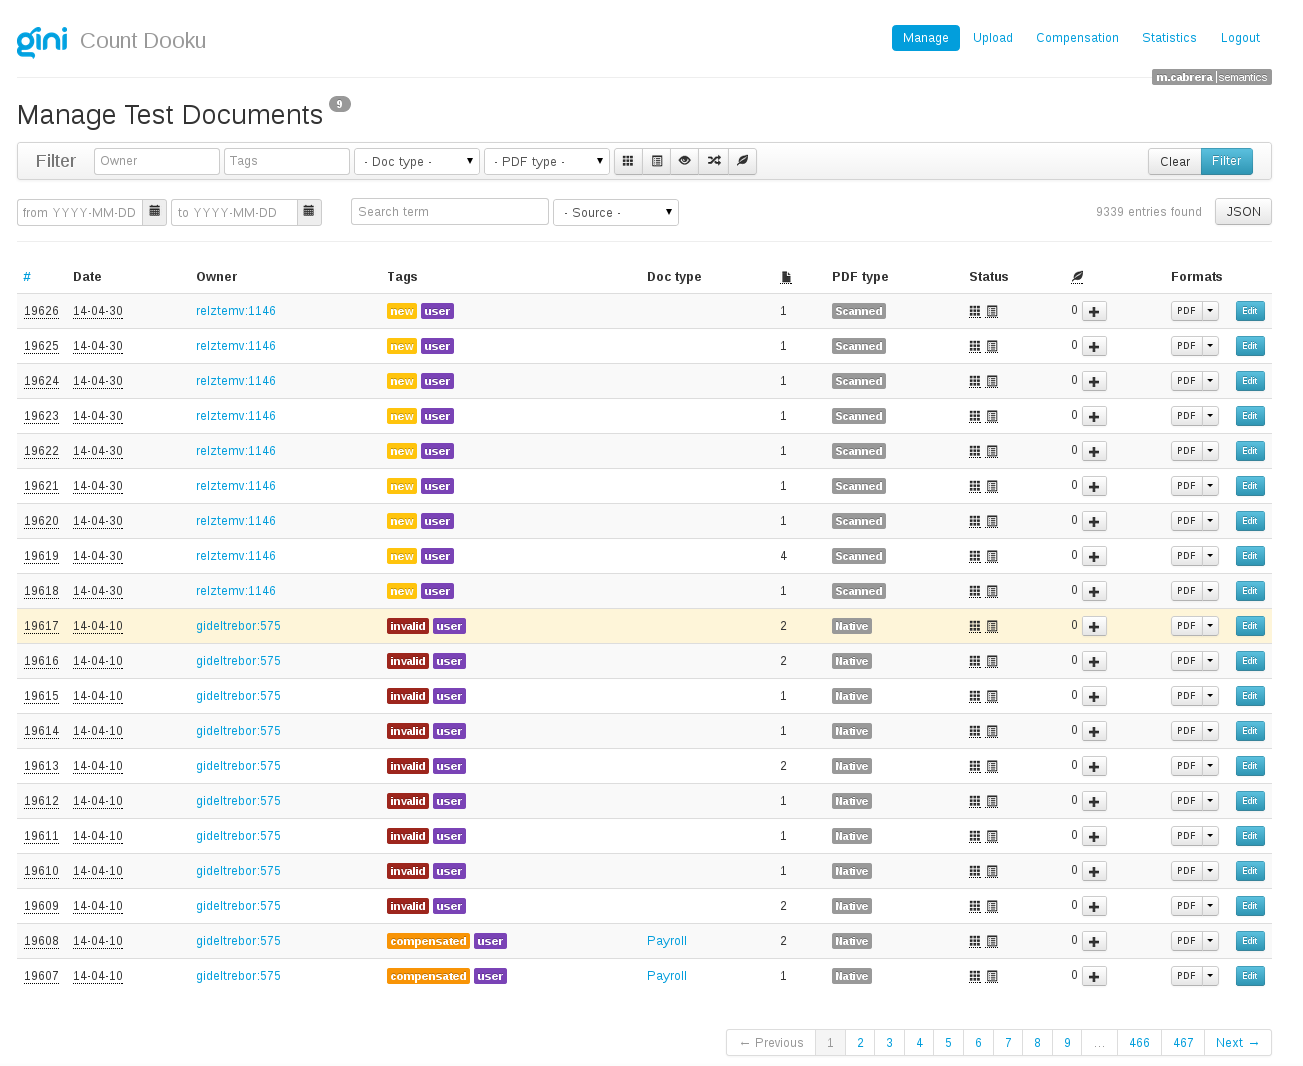 gini Count Dooku Manage Upload Compensation Statistics Logout
m.cabrera semantics
Manage Test Documents 9
Filter Owner Tags - Doc type - - PDF type - Clear Filter
from YYYY-MM-DD to YYYY-MM-DD Search term - Source - 9339 entries found JSON
# Date Owner Tags Doc type PDF type Status Formats
19626 14-04-30 relztemv:1146 new user 1 Scanned 0 PDF Edit
19625 14-04-30 relztemv:1146 new user 1 Scanned 0 PDF Edit
19624 14-04-30 relztemv:1146 new user 1 Scanned 0 PDF Edit
19623 14-04-30 relztemv:1146 new user 1 Scanned 0 PDF Edit
19622 14-04-30 relztemv:1146 new user 1 Scanned 0 PDF Edit
19621 14-04-30 relztemv:1146 new user 1 Scanned 0 PDF Edit
19620 14-04-30 relztemv:1146 new user 1 Scanned 0 PDF Edit
19619 14-04-30 relztemv:1146 new user 4 Scanned 0 PDF Edit
19618 14-04-30 relztemv:1146 new user 1 Scanned 0 PDF Edit
19617 14-04-10 gideltrebor:575 invalid user 2 Native 0 PDF Edit
19616 14-04-10 gideltrebor:575 invalid user 2 Native 0 PDF Edit
19615 14-04-10 gideltrebor:575 invalid user 1 Native 0 PDF Edit
19614 14-04-10 gideltrebor:575 invalid user 1 Native 0 PDF Edit
19613 14-04-10 gideltrebor:575 invalid user 2 Native 0 PDF Edit
19612 14-04-10 gideltrebor:575 invalid user 1 Native 0 PDF Edit
19611 14-04-10 gideltrebor:575 invalid user 1 Native 0 PDF Edit
19610 14-04-10 gideltrebor:575 invalid user 1 Native 0 PDF Edit
19609 14-04-10 gideltrebor:575 invalid user 2 Native 0 PDF Edit
19608 14-04-10 gideltrebor:575 compensated user Payroll 2 Native 0 PDF Edit
19607 14-04-10 gideltrebor:575 compensated user Payroll 1 Native 0 PDF Edit
← Previous 1 2 3 4 5 6 7 8 9 ... 466 467 Next →